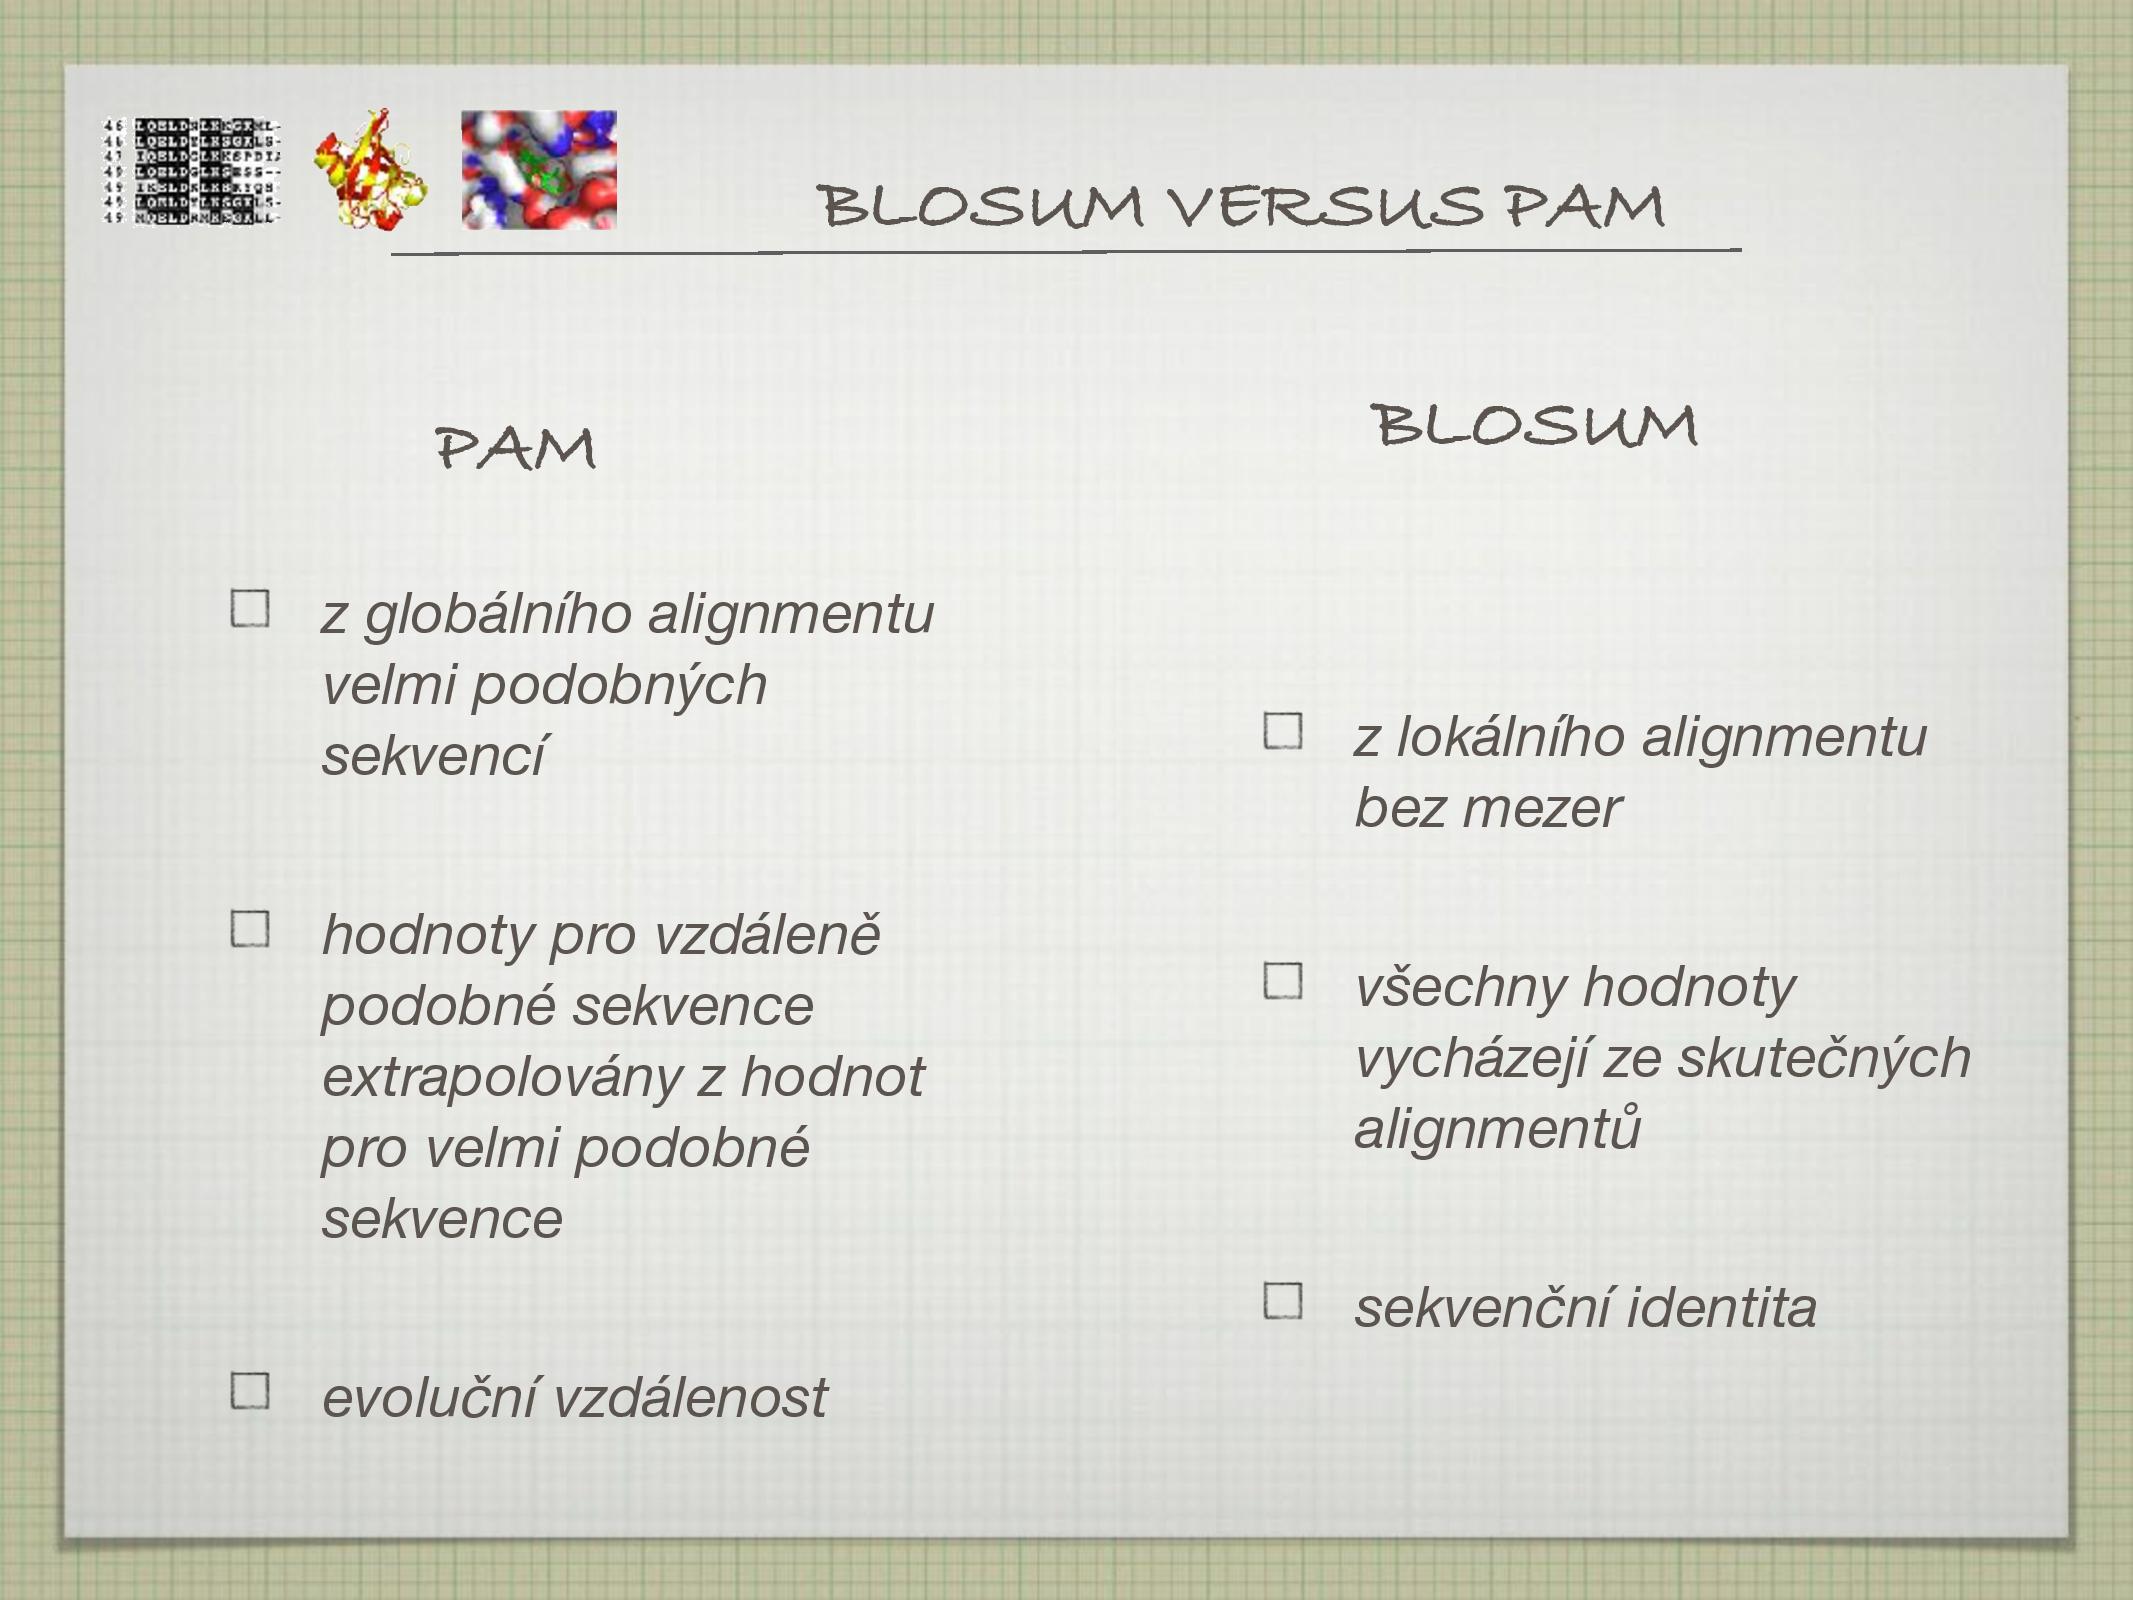 BLOSUM VERSUS PAM
PAM
z globálního alignmentu
velmi podobných
sekvencí
hodnoty pro vzdáleně
podobné sekvence
extrapolovány z hodnot
pro velmi podobné
sekvence
evoluční vzdálenost
BLOSUM
z lokálního alignmentu
bez mezer
všechny hodnoty
vycházejí ze skutečných
alignmentů
sekvenční identita